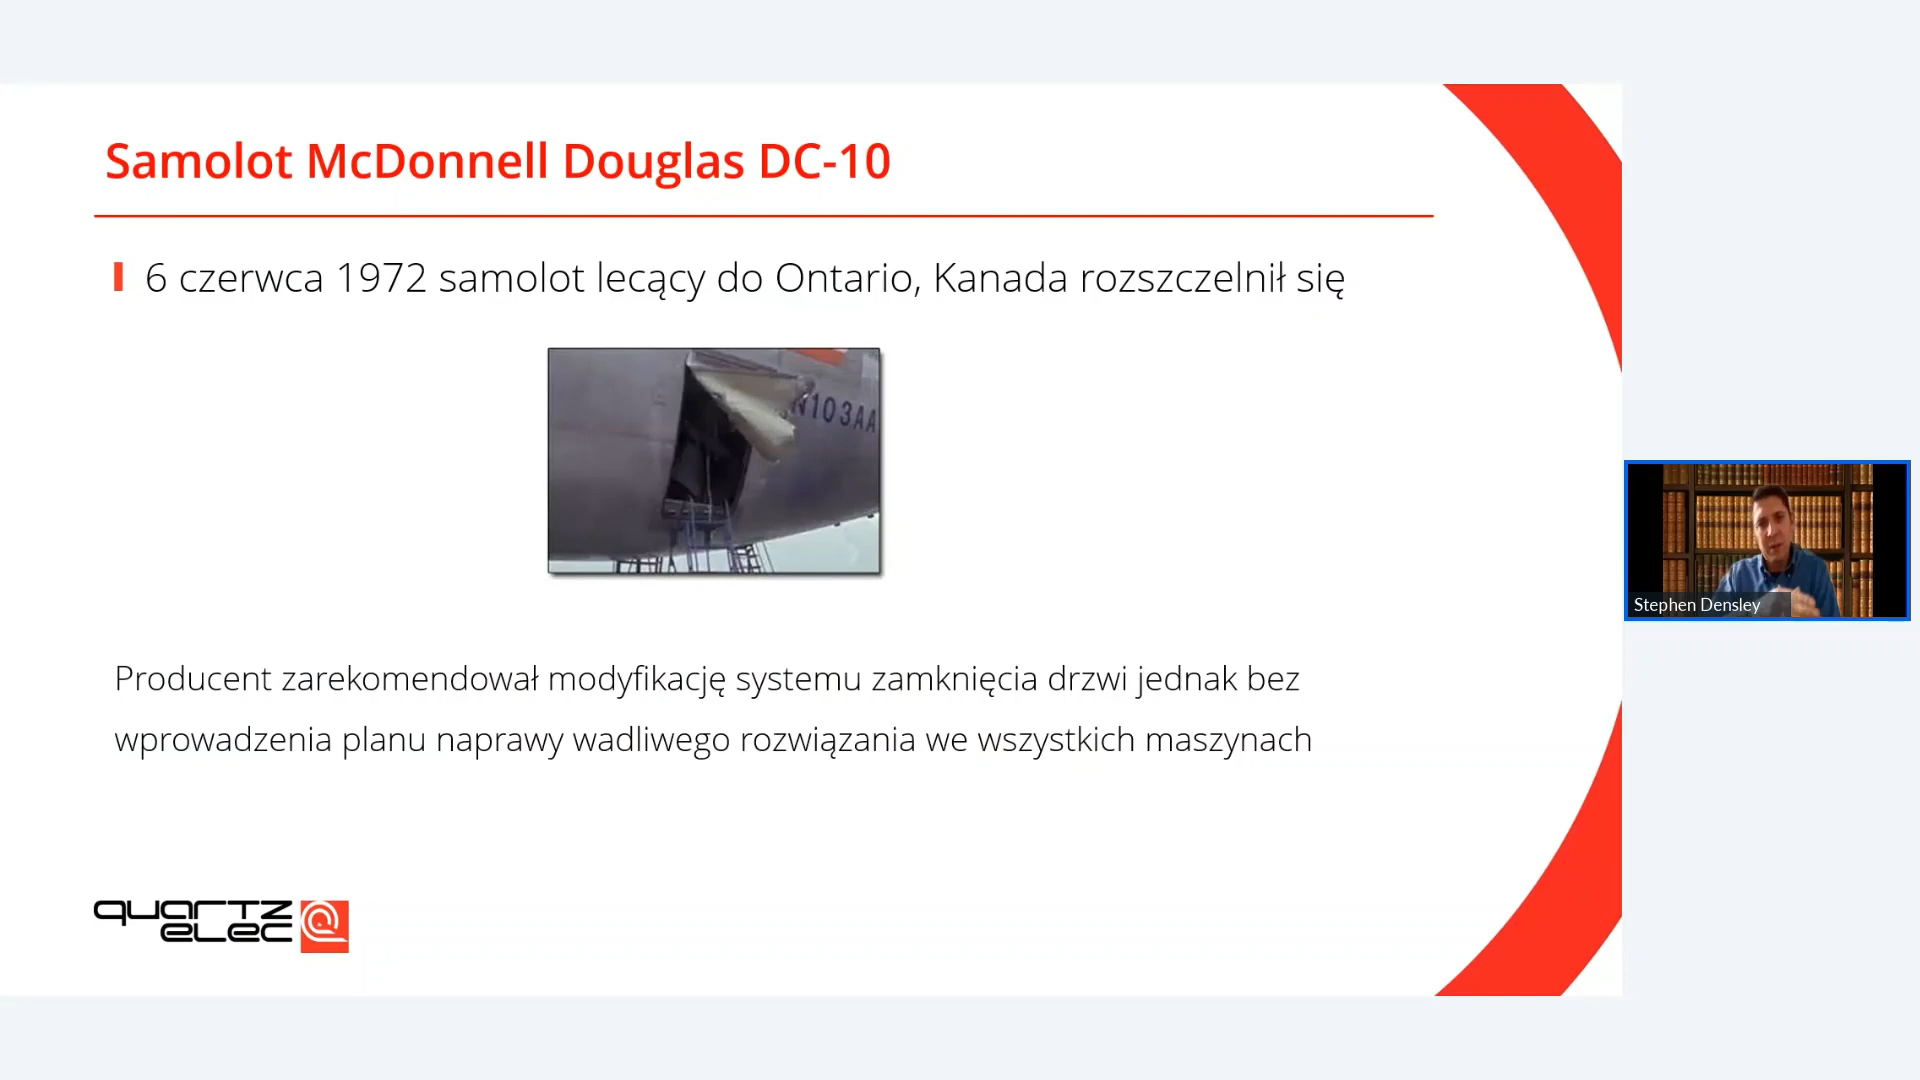 Samolot McDonnell Douglas DC-10
6 czerwca 1972 samolot lecący do Ontario, Kanada rozszczelnił się
N103AA
Producent zarekomendował modyfikację systemu zamknięcia drzwi jednak bez
wprowadzenia planu naprawy wadliwego rozwiązania we wszystkich maszynach
quartz
elec
Stephen Densley